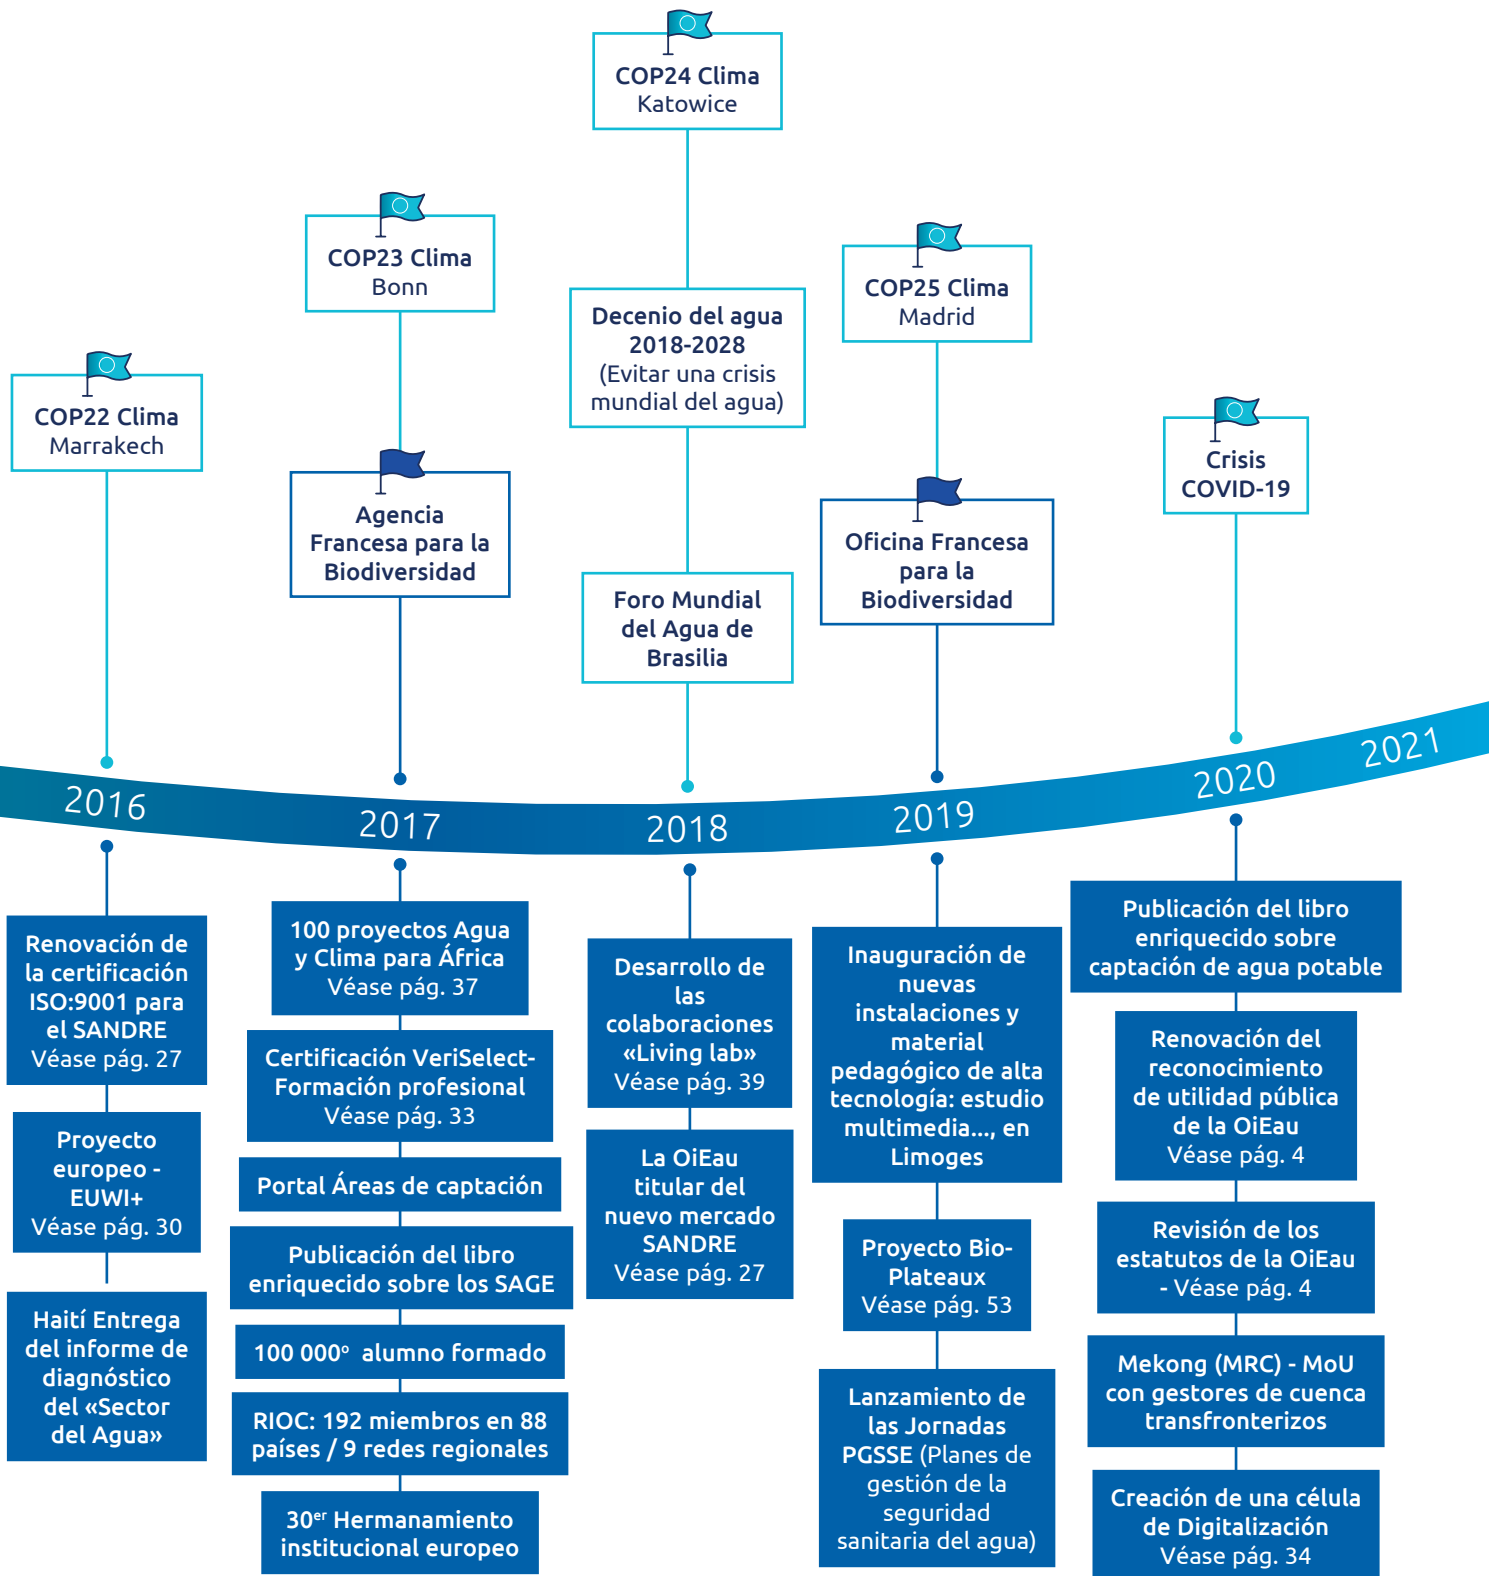 COP22 Clima
Marrakech
COP23 Clima
Bonn
Agencia
Francesa para la
Biodiversidad
COP24 Clima
Katowice
Decenio del agua
2018-2028
(Evitar una crisis
mundial del agua)
Foro Mundial
del Agua de
Brasilia
COP25 Clima
Madrid
Oficina Francesa
para la
Biodiversidad
Crisis
COVID-19
2016
2017
2018
2019
2020
2021
Renovación de
la certificación
ISO:9001 para
el SANDRE
Véase pág. 27
Proyecto
europeo -
EUWI+
Véase pág. 30
Haití Entrega
del informe de
diagnóstico
del «Sector
del Agua»
100 proyectos Agua
y Clima para África
Véase pág. 37
Certificación VeriSelect-
Formación profesional
Véase pág. 33
Portal Áreas de captación
Publicación del libro
enriquecido sobre los SAGE
100 000º alumno formado
RIOC: 192 miembros en 88
países / 9 redes regionales
30er Hermanamiento
institucional europeo
Desarrollo de
las
colaboraciones
«Living lab»
Véase pág. 39
La OiEau
titular del
nuevo mercado
SANDRE
Véase pág. 27
Inauguración de
nuevas
instalaciones y
material
pedagógico de alta
tecnología: estudio
multimedia..., en
Limoges
Proyecto Bio-
Plateaux
Véase pág. 53
Lanzamiento de
las Jornadas
PGSSE (Planes de
gestión de la
seguridad
sanitaria del agua)
Publicación del libro
enriquecido sobre
captación de agua potable
Renovación del
reconocimiento
de utilidad pública
de la OiEau
Véase pág. 4
Revisión de los
estatutos de la OiEau
- Véase pág. 4
Mekong (MRC) - MoU
con gestores de cuenca
transfronterizos
Creación de una célula
de Digitalización
Véase pág. 34